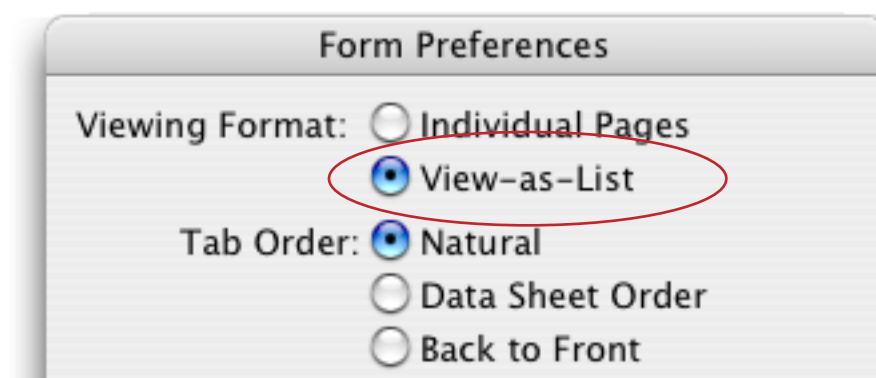 Form Preferences
Viewing Format: Individual Pages
View-as-List
Tab Order: Natural
Data Sheet Order
Back to Front